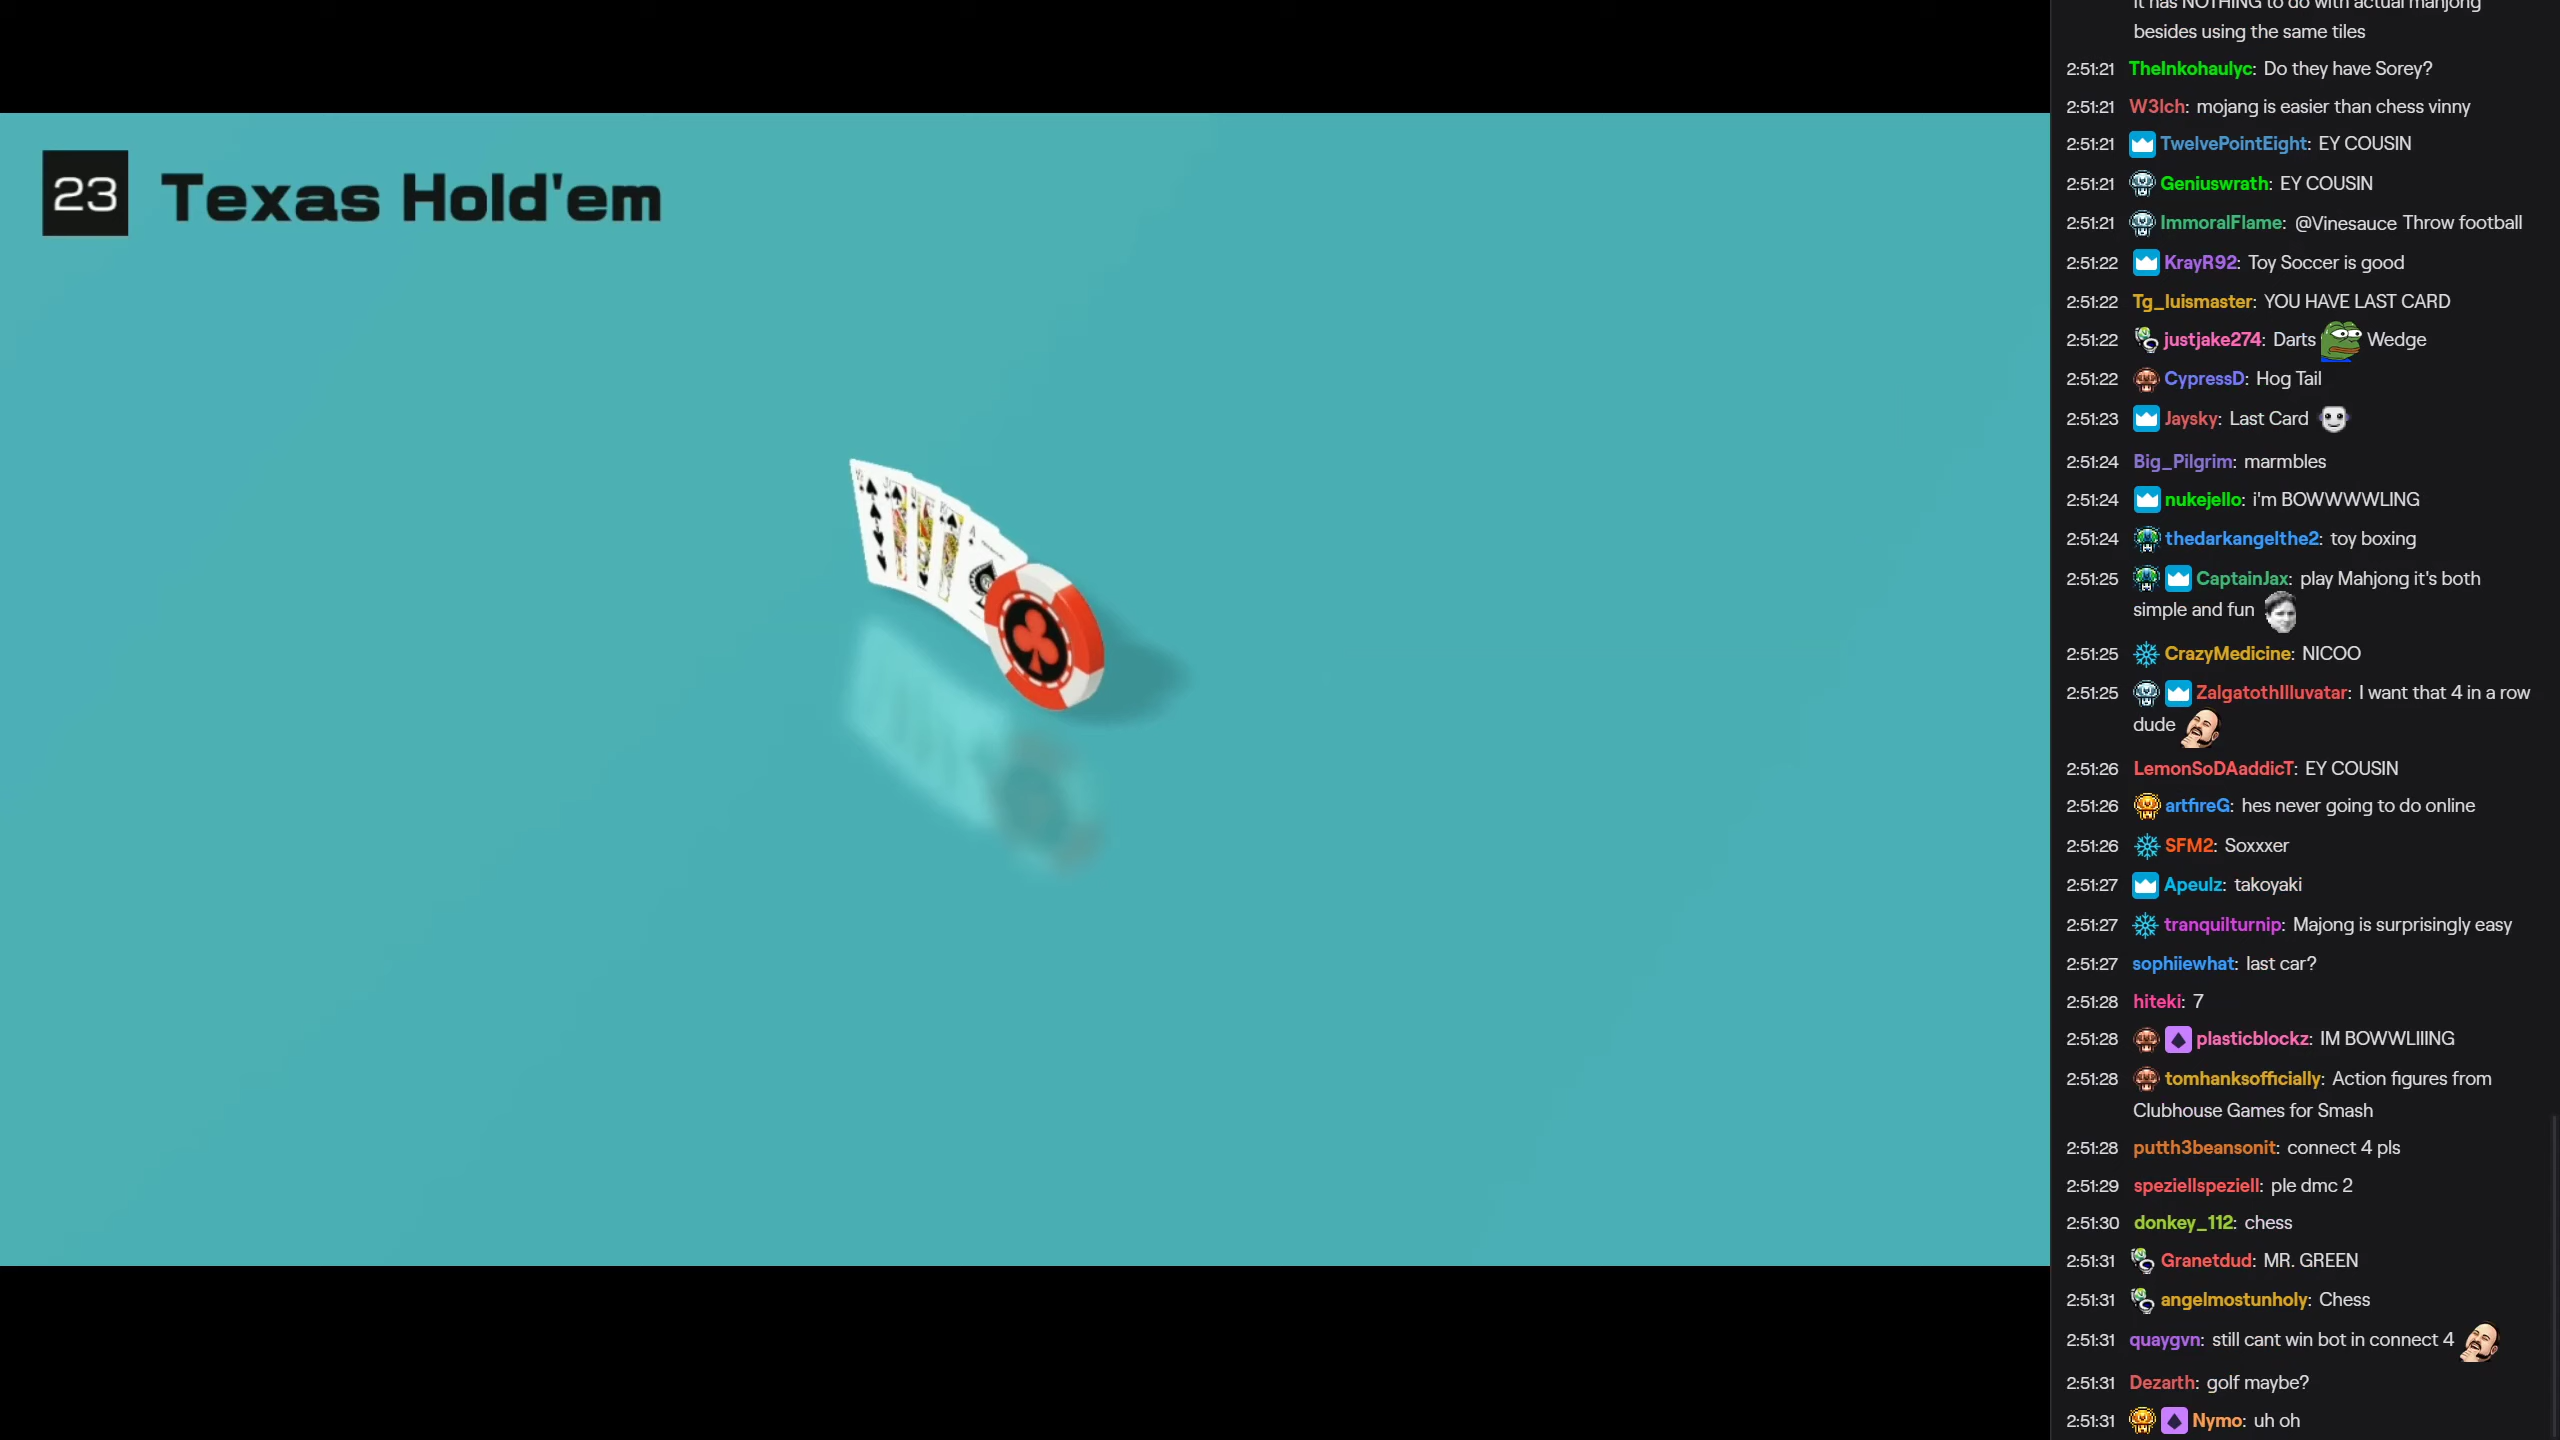 23 Texas Hold'em
it has NOTHING to do with actual mahjong
besides using the same tiles
2:51:21 TheInkohaulyc: Do they have Sorey?
2:51:21 W3lch: mojang is easier than chess vinny
2:51:21 TwelvePointEight: EY COUSIN
2:51:21 Geniuswrath: EY COUSIN
2:51:21 ImmoralFlame: @Vinesauce Throw football
2:51:22 KrayR92: Toy Soccer is good
2:51:22 Tg_luismaster: YOU HAVE LAST CARD
2:51:22 justjake274: Darts Wedge
2:51:22 CypressD: Hog Tail
2:51:23 Jaysky: Last Card
2:51:24 Big_Pilgrim: marmbles
2:51:24 nukejello: i'm BOWWWWLING
2:51:24 thedarkangelthe2: toy boxing
2:51:25 CaptainJax: play Mahjong it's both
simple and fun
2:51:25 CrazyMedicine: NICOO
2:51:25 ZalgatothIlluvatar: I want that 4 in a row
dude
2:51:26 LemonSoDAaddicT: EY COUSIN
2:51:26 artfireG: hes never going to do online
2:51:26 SFM2: Soxxxer
2:51:27 Apeulz: takoyaki
2:51:27 tranquilturnip: Majong is surprisingly easy
2:51:27 sophiiewhat: last car?
2:51:28 hiteki: 7
2:51:28 plasticblockz: IM BOWWLIIING
2:51:28 tomhanksofficially: Action figures from
Clubhouse Games for Smash
2:51:28 putth3beansonit: connect 4 pls
2:51:29 speziellspeziell: ple dmc 2
2:51:30 donkey_112: chess
2:51:31 Granetdud: MR. GREEN
2:51:31 angelmostunholy: Chess
2:51:31 quaygvn: still cant win bot in connect 4
2:51:31 Dezarth: golf maybe?
2:51:31 Nymo: uh oh